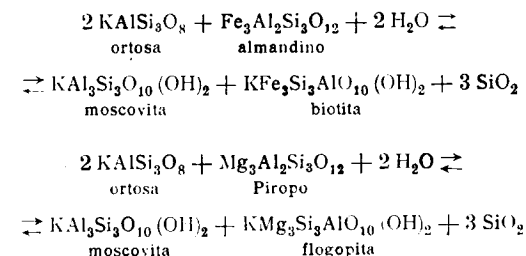 2 KAlSi₃O₈ + Fe₃Al₂Si₃O₁₂ + 2 H₂O ⇄
ortosa almandino
⇄ KAl₃Si₃O₁₀ (OH)₂ + KFe₃Si₃AlO₁₀ (OH)₂ + 3 SiO₂
moscovita biotita
2 KAlSi₃O₈ + Mg₃Al₂Si₃O₁₂ + 2 H₂O ⇄
ortosa Piropo
⇄ KAl₃Si₃O₁₀ (OH)₂ + KMg₃Si₃AlO₁₀ (OH)₂ + 3 SiO₂
moscovita flogopita